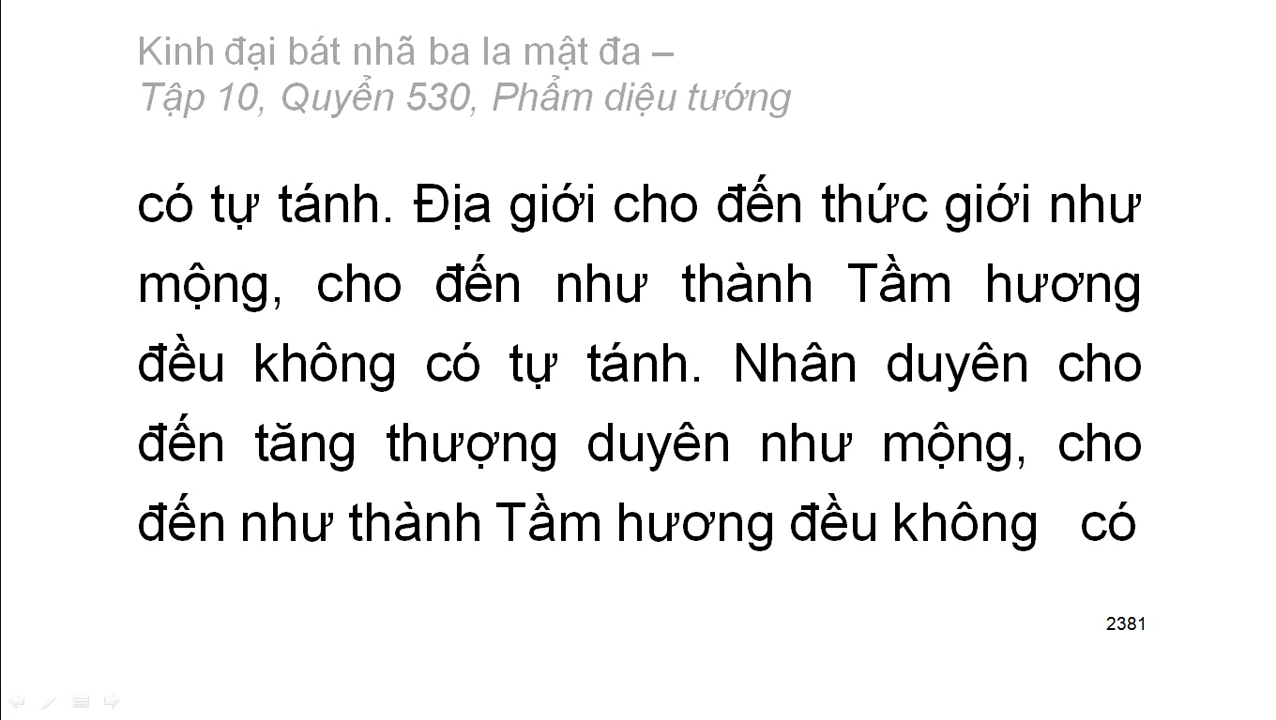 Kinh đại bát nhã ba la mật đa –
Tập 10, Quyển 530, Phẩm diệu tướng
có tự tánh. Địa giới cho đến thức giới như
mộng, cho đến như thành Tầm hương
đều không có tự tánh. Nhân duyên cho
đến tăng thượng duyên như mộng, cho
đến như thành Tầm hương đều không có
2381